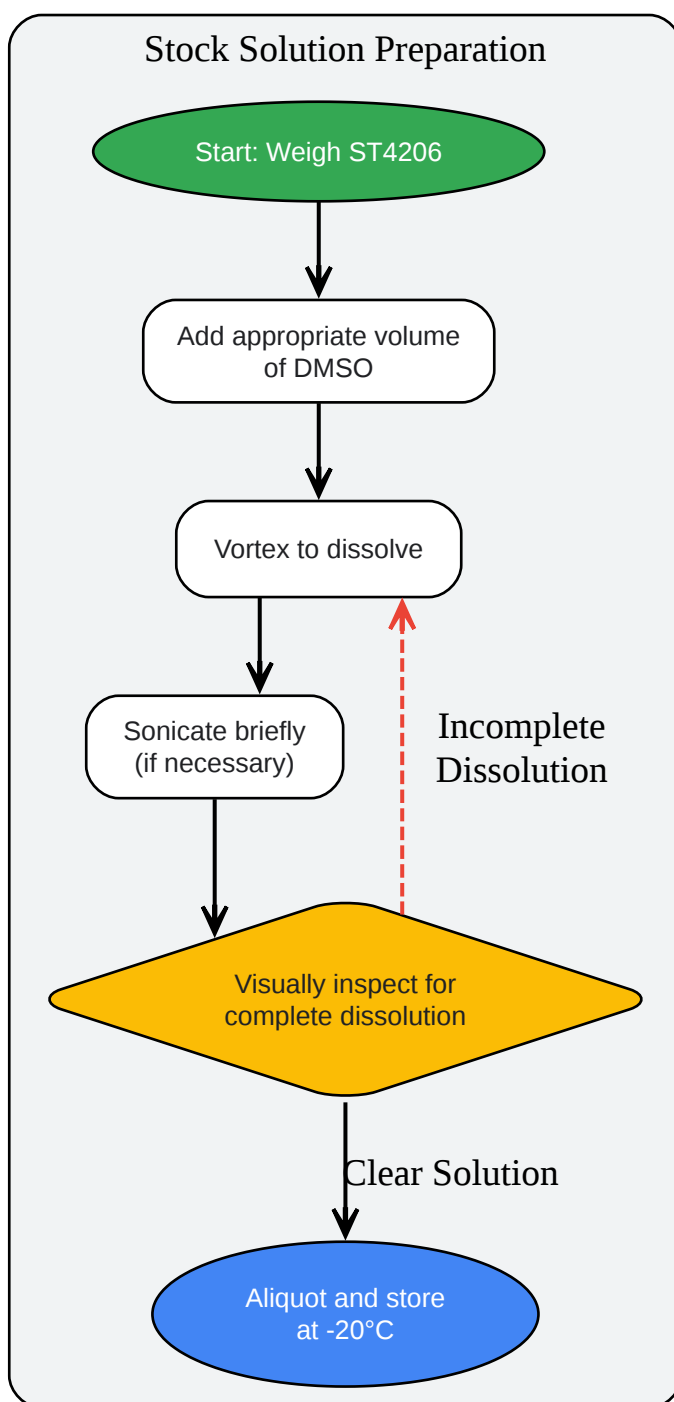 Stock Solution Preparation
Start: Weigh ST4206
Add appropriate volume
of DMSO
Vortex to dissolve
Sonicate briefly
(if necessary)
Incomplete
Dissolution
Visually inspect for
complete dissolution
Clear Solution
Aliquot and store
at -20°C